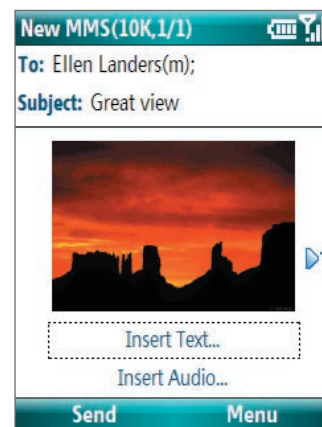 New MMS(10K,1/1)
To: Ellen Landers(m);
Subject: Great view
Insert Text...
Insert Audio...
Send Menu